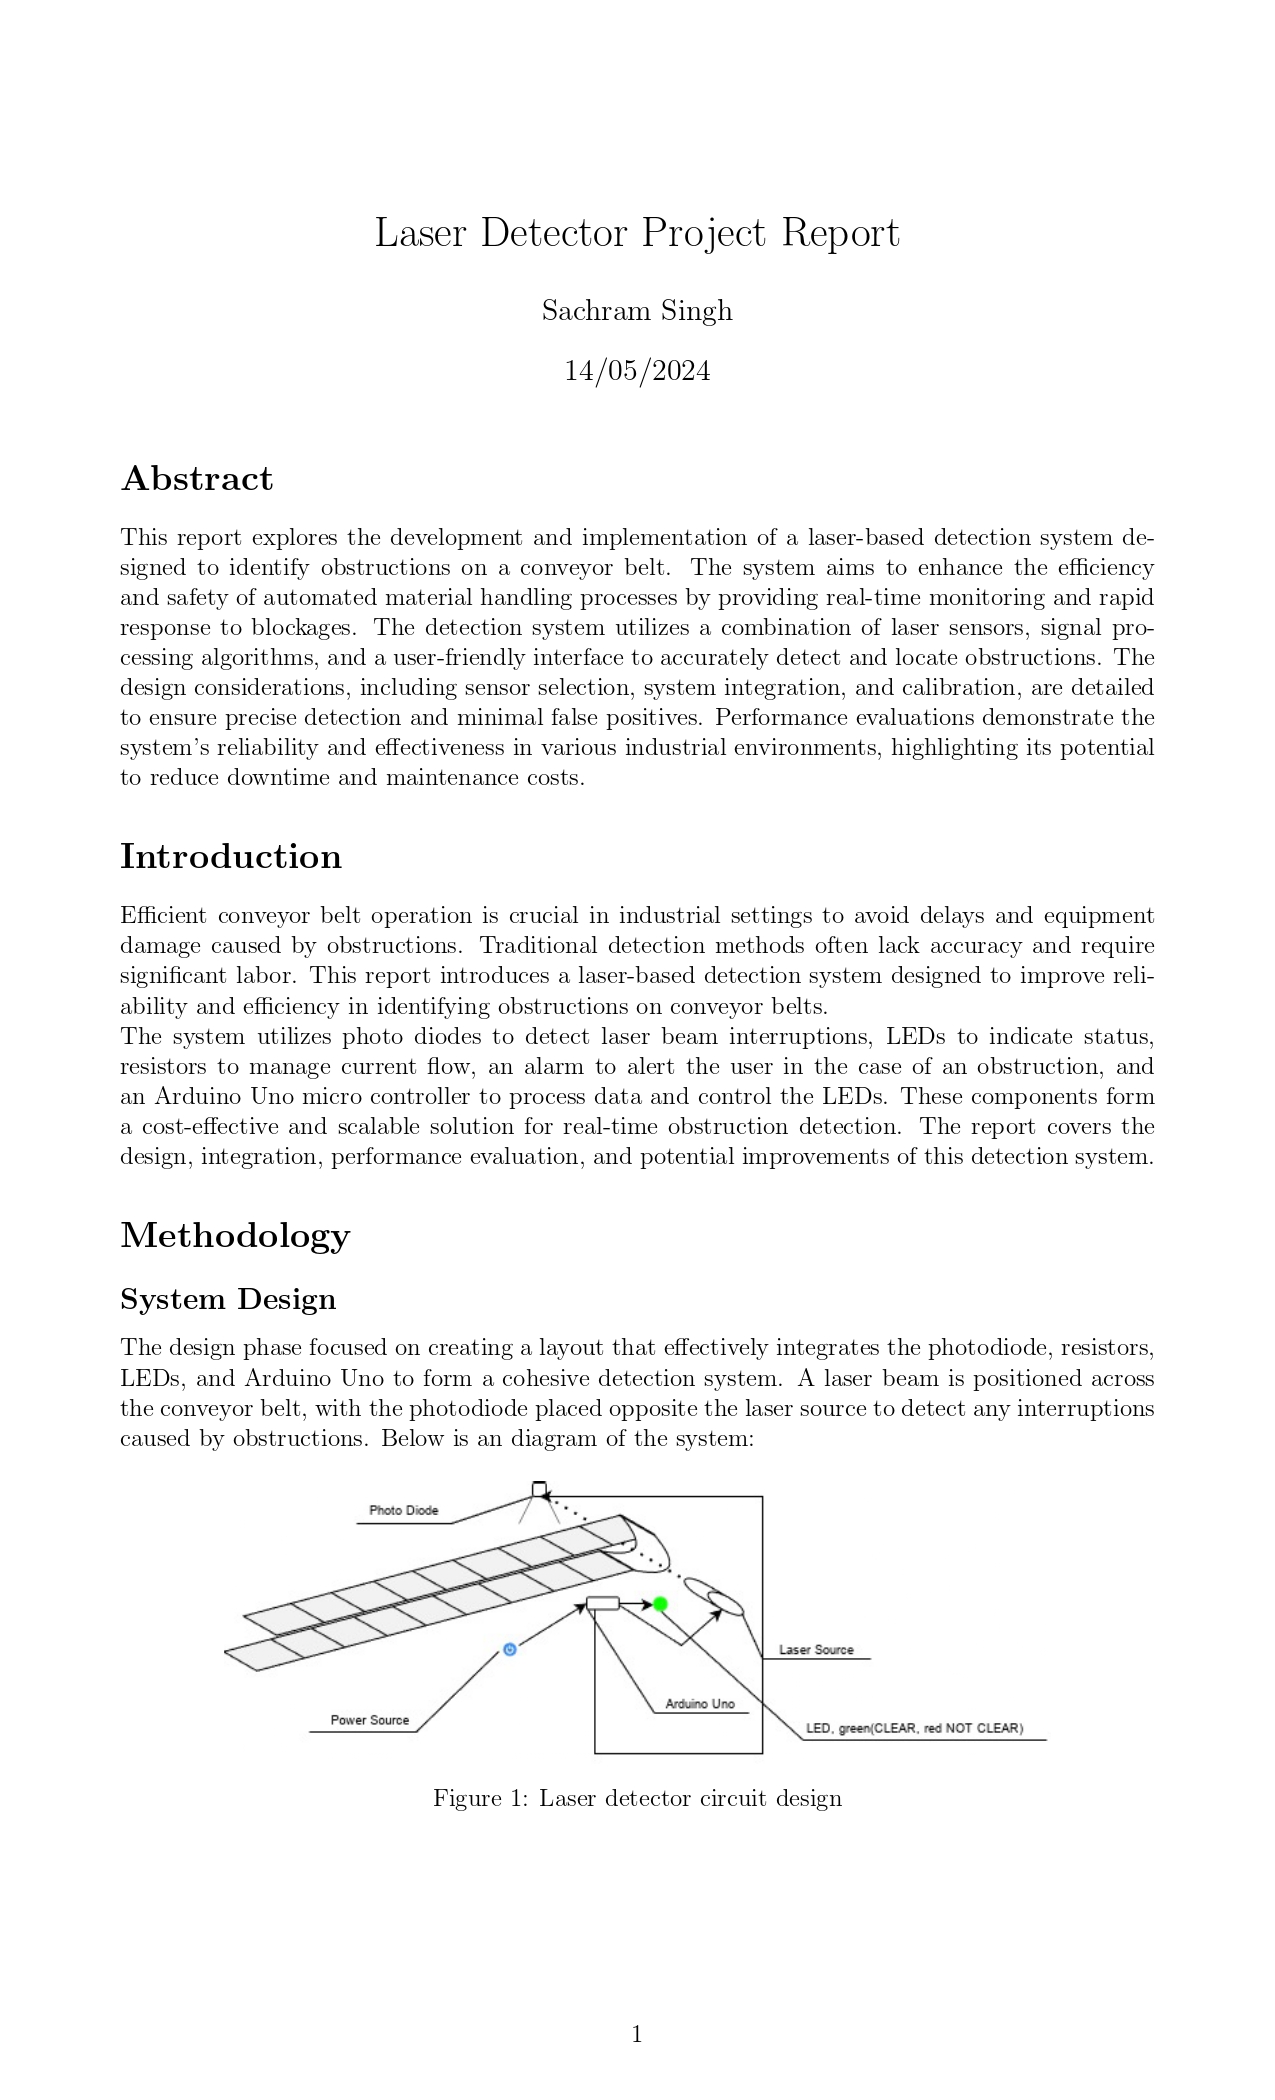 Laser Detector Project Report
Sachram Singh
14/05/2024
Abstract
This report explores the development and implementation of a laser-based detection system de-
signed to identify obstructions on a conveyor belt. The system aims to enhance the efficiency
and safety of automated material handling processes by providing real-time monitoring and rapid
response to blockages. The detection system utilizes a combination of laser sensors, signal pro-
cessing algorithms, and a user-friendly interface to accurately detect and locate obstructions. The
design considerations, including sensor selection, system integration, and calibration, are detailed
to ensure precise detection and minimal false positives. Performance evaluations demonstrate the
system's reliability and effectiveness in various industrial environments, highlighting its potential
to reduce downtime and maintenance costs.
Introduction
Efficient conveyor belt operation is crucial in industrial settings to avoid delays and equipment
damage caused by obstructions. Traditional detection methods often lack accuracy and require
significant labor. This report introduces a laser-based detection system designed to improve reli-
ability and efficiency in identifying obstructions on conveyor belts.
The system utilizes photo diodes to detect laser beam interruptions, LEDs to indicate status,
resistors to manage current flow, an alarm to alert the user in the case of an obstruction, and
an Arduino Uno micro controller to process data and control the LEDs. These components form
a cost-effective and scalable solution for real-time obstruction detection. The report covers the
design, integration, performance evaluation, and potential improvements of this detection system.
Methodology
System Design
The design phase focused on creating a layout that effectively integrates the photodiode, resistors,
LEDs, and Arduino Uno to form a cohesive detection system. A laser beam is positioned across
the conveyor belt, with the photodiode placed opposite the laser source to detect any interruptions
caused by obstructions. Below is an diagram of the system:
Photo Diode
Laser Source
Arduino Uno
Power Source
LED, green(CLEAR, red NOT CLEAR)
Figure 1: Laser detector circuit design
1